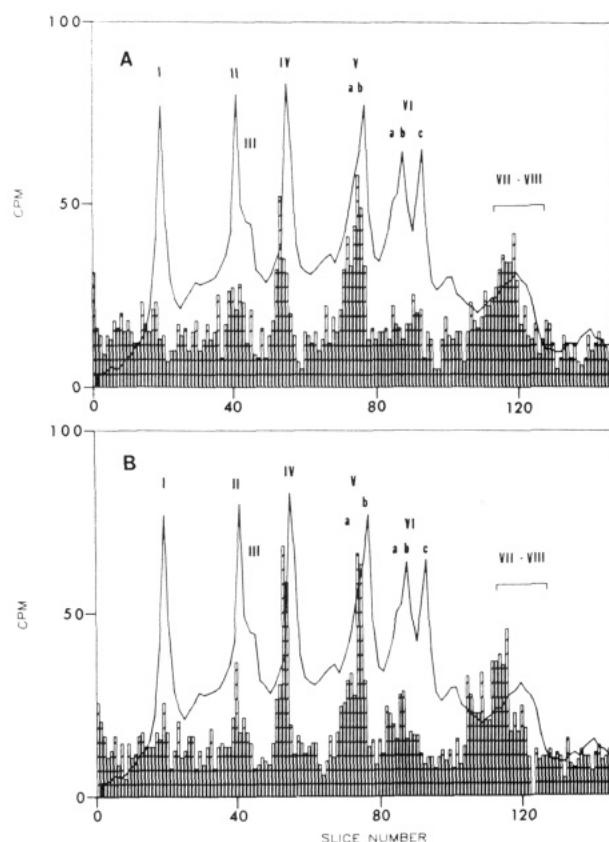 100
A
I
II
III
IV
V
a b
VI
a b c
VII - VIII
50
CPM
0
0 40 80 120
100
B
I
II
III
IV
V
a
b
VI
a b c
VII - VIII
50
CPM
0
0 40 80 120
SLICE NUMBER